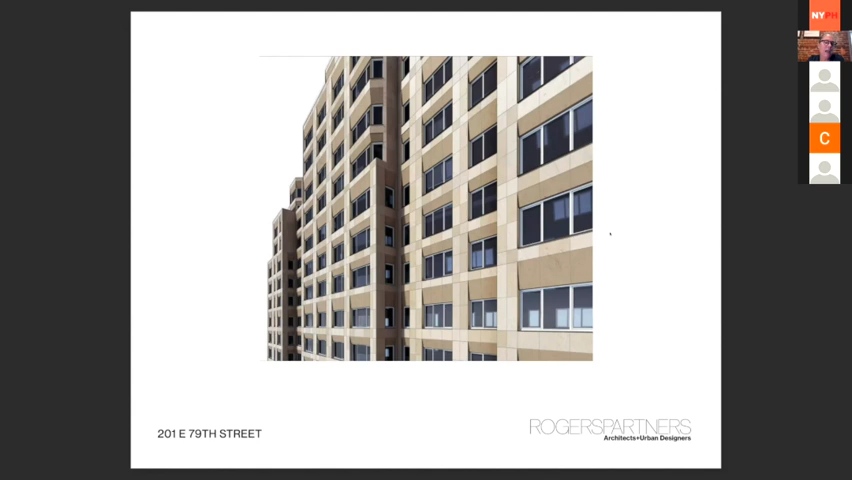 NYPH
C
201 E 79TH STREET
ROGERSPARTNERS
Architects+Urban Designers